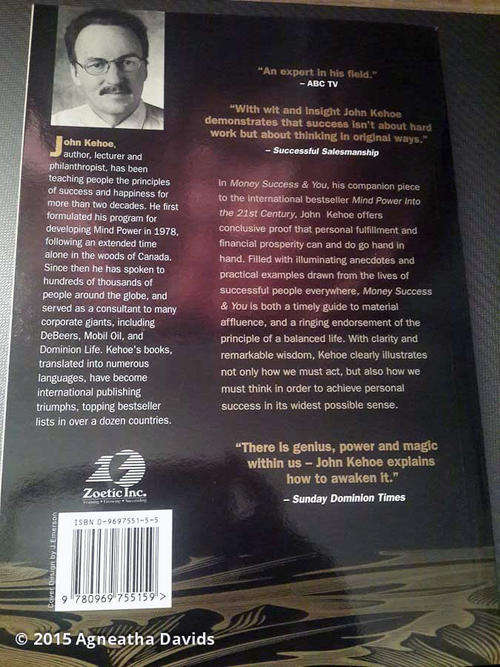 John Kehoe,
author, lecturer and
philanthropist, has been
teaching people the principles
of success and happiness for
more than two decades. He first
formulated his program for
developing Mind Power in 1978,
following an extended time
alone in the woods of Canada.
Since then he has spoken to
hundreds of thousands of
people around the globe, and
served as a consultant to many
corporate giants, including
DeBeers, Mobil Oil, and
Dominion Life. Kehoe's books,
translated into numerous
languages, have become
international publishing
triumphs, topping bestseller
lists in over a dozen countries.
"An expert in his field."
– ABC TV
"With wit and insight John Kehoe
demonstrates that success isn't about hard
work but about thinking in original ways."
– Successful Salesmanship
In Money Success & You, his companion piece
to the international bestseller Mind Power Into
the 21st Century, John Kehoe offers
conclusive proof that personal fulfillment and
financial prosperity can and do go hand in
hand. Filled with illuminating anecdotes and
practical examples drawn from the lives of
successful people everywhere, Money Success
& You is both a timely guide to material
affluence, and a ringing endorsement of the
principle of a balanced life. With clarity and
remarkable wisdom, Kehoe clearly illustrates
not only how we must act, but also how we
must think in order to achieve personal
success in its widest possible sense.
"There is genius, power and magic
within us – John Kehoe explains
how to awaken it."
– Sunday Dominion Times
Zoetic Inc.
ISBN 0-9697551-5-5
9 780969 755159 >
Cover Design by J Emerson
© 2015 Agneatha Davids